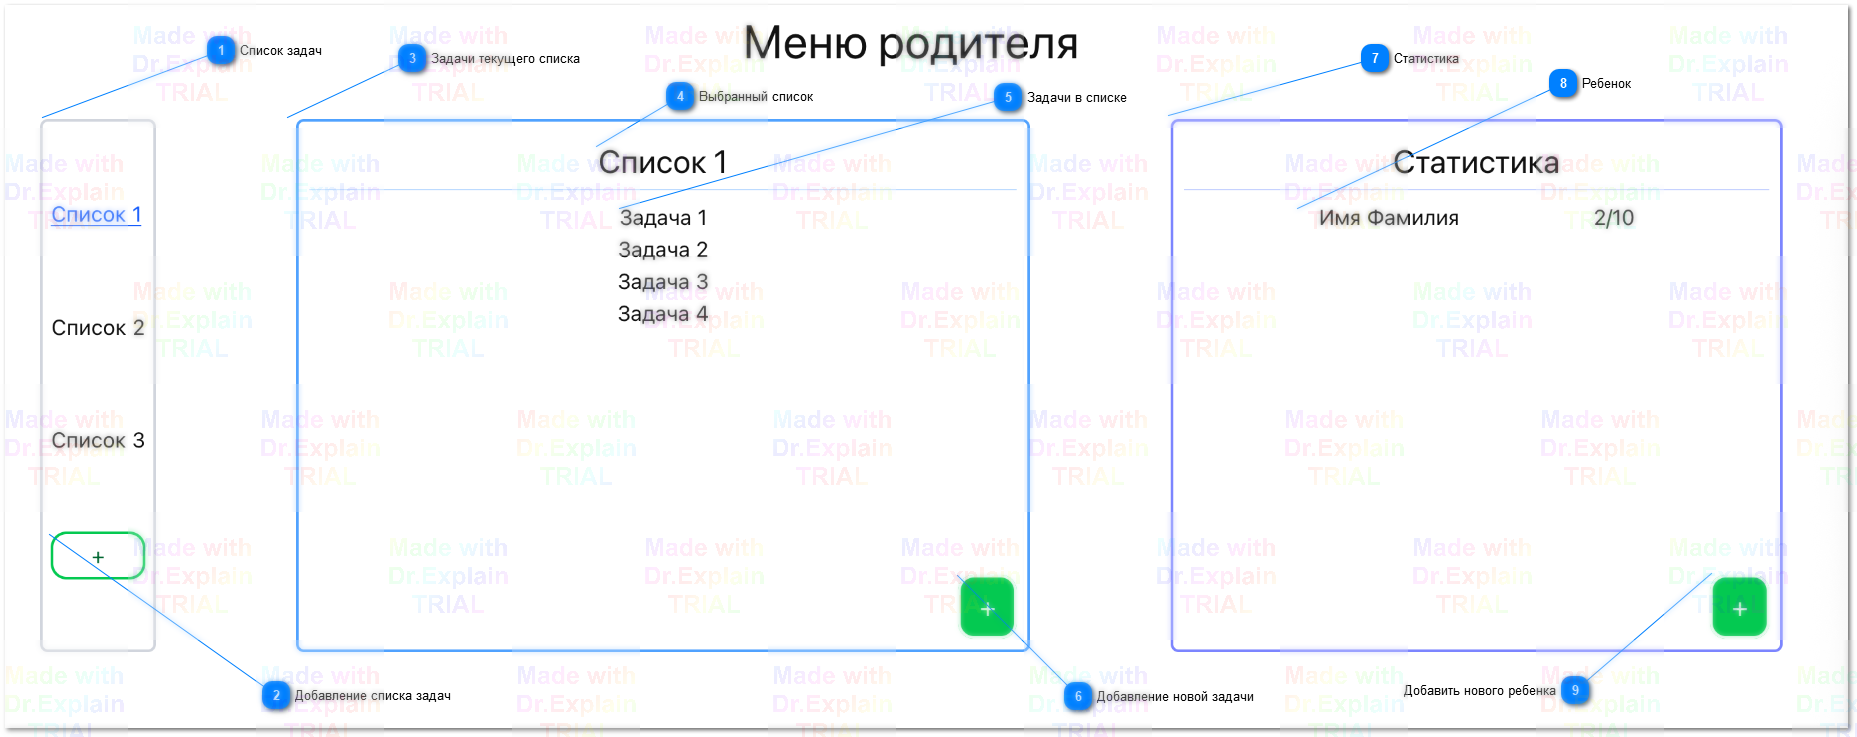 Меню родителя
1 Список задач
3 Задачи текущего списка
4 Выбранный список
5 Задачи в списке
7 Статистика
8 Ребенок
Список 1
Список 2
Список 3
+
Список 1
Задача 1
Задача 2
Задача 3
Задача 4
+
Статистика
Имя Фамилия 2/10
+
2 Добавление списка задач
6 Добавление новой задачи
Добавить нового ребенка 9
Made with
Dr.Explain
TRIAL